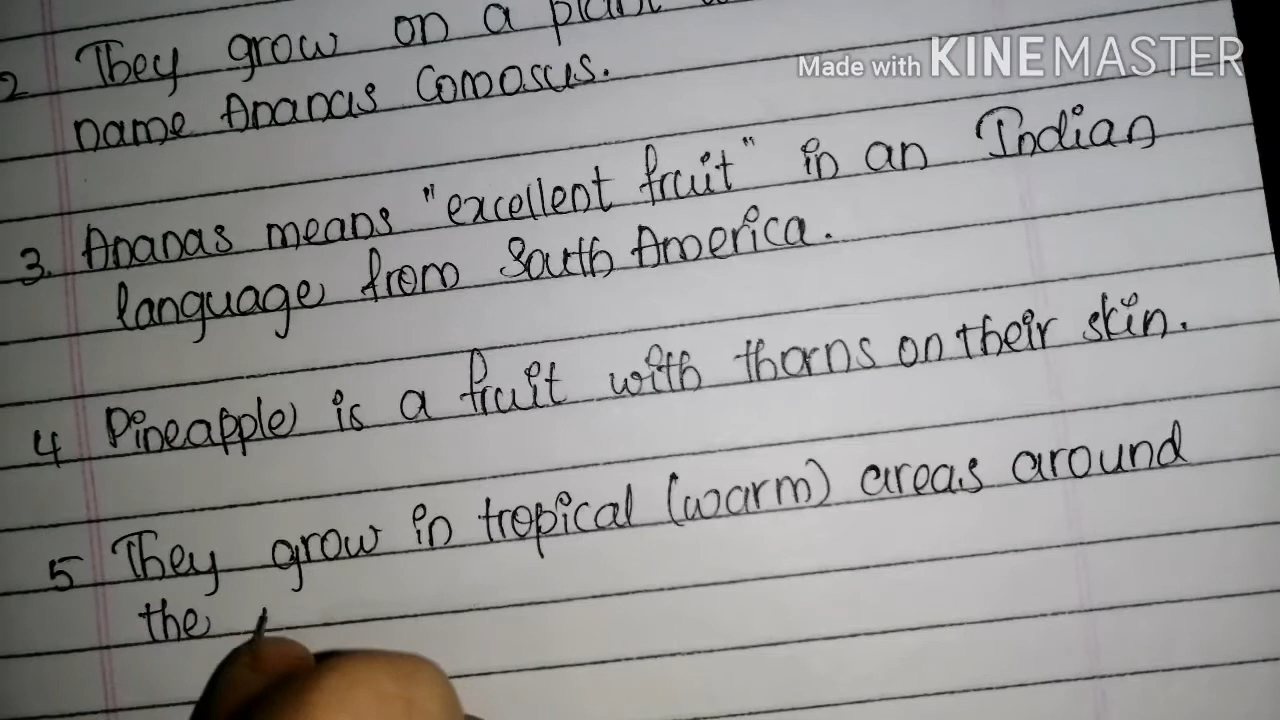 2 They grow on a plant
Made with KINEMASTER
name Ananas Comosus.
3. Ananas means "excellent fruit" in an Indian
language from South America.
4 Pineapple is a fruit with thorns on their skin.
5 They grow in tropical (warm) areas around
the